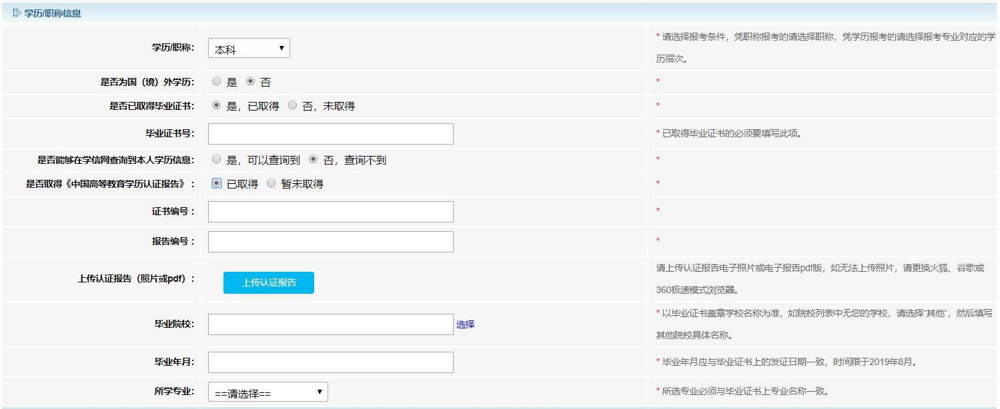 学历/职称信息
学历/职称:
本科
* 请选择报考条件，凭职称报考的请选择职称，凭学历报考的请选择报考专业对应的学
历层次。
是否为国（境）外学历:
是 否
*
是否已取得毕业证书:
是，已取得 否，未取得
*
毕业证书号:
* 已取得毕业证书的必须要填写此项。
是否能够在学信网查询到本人学历信息:
是，可以查询到 否，查询不到
*
是否取得《中国高等教育学历认证报告》：
已取得 暂未取得
*
证书编号：
*
报告编号：
*
上传认证报告（照片或pdf）：
上传认证报告
请上传认证报告电子照片或电子报告pdf版，如无法上传照片，请更换火狐、谷歌或
360极速模式浏览器。
毕业院校:
选择
* 以毕业证书盖章学校名称为准，如院校列表中无您的学校，请选择“其他”，然后填写
其他院校具体名称。
毕业年月:
* 毕业年月应与毕业证书上的发证日期一致，时间限于2019年8月。
所学专业:
==请选择==
* 所选专业必须与毕业证书上专业名称一致。